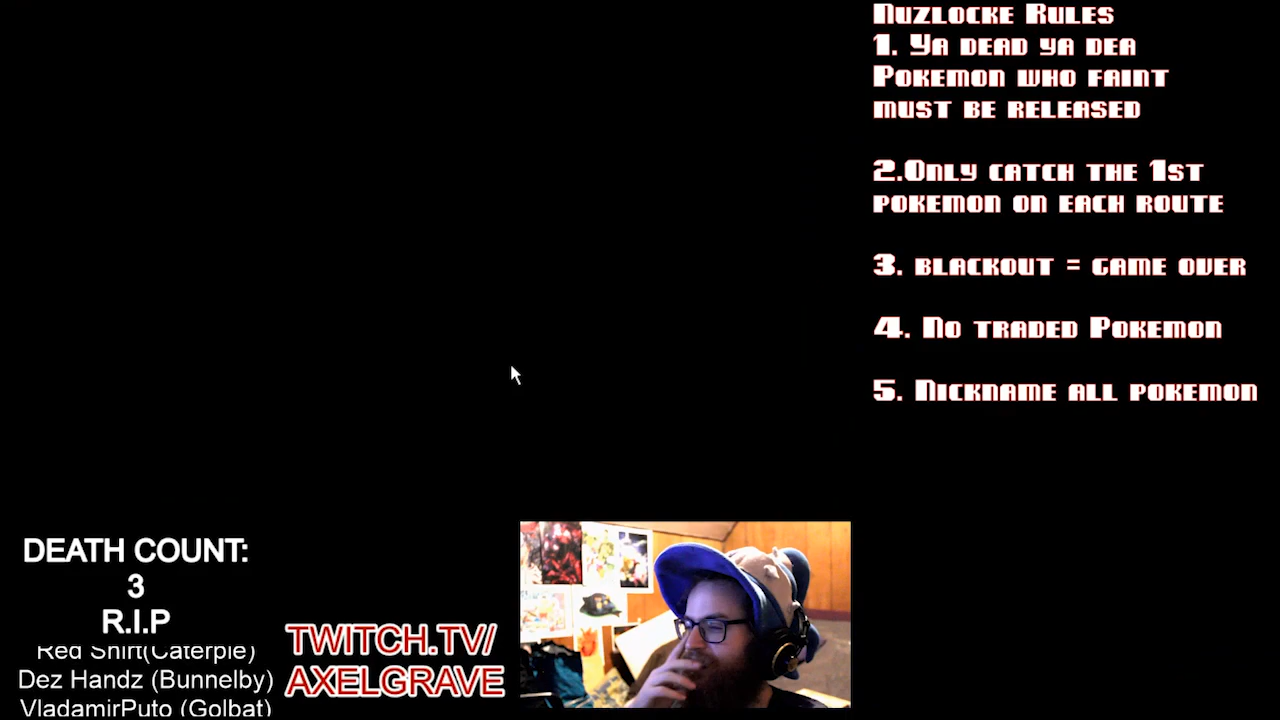 Nuzlocke Rules
1. Ya dead ya dea
Pokemon who faint
must be released
2.Only catch the 1st
pokemon on each route
3. blackout = game over
4. No traded Pokemon
5. Nickname all pokemon
DEATH COUNT:
3
R.I.P
Red Shirt(Caterpie)
Dez Handz (Bunnelby)
VladamirPuto (Golbat)
TWITCH.TV/
AXELGRAVE